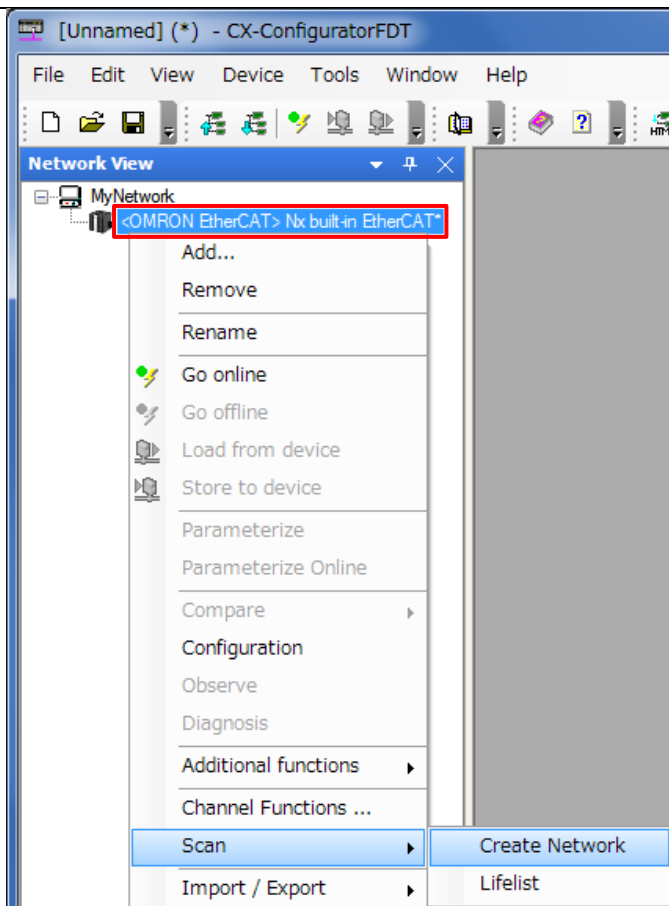 [Unnamed] (*) - CX-ConfiguratorFDT
File Edit View Device Tools Window Help
HTM
Network View
MyNetwork
<OMRON EtherCAT> Nx built-in EtherCAT*
Add...
Remove
Rename
Go online
Go offline
Load from device
Store to device
Parameterize
Parameterize Online
Compare
Configuration
Observe
Diagnosis
Additional functions
Channel Functions ...
Scan Create Network
Import / Export Lifelist